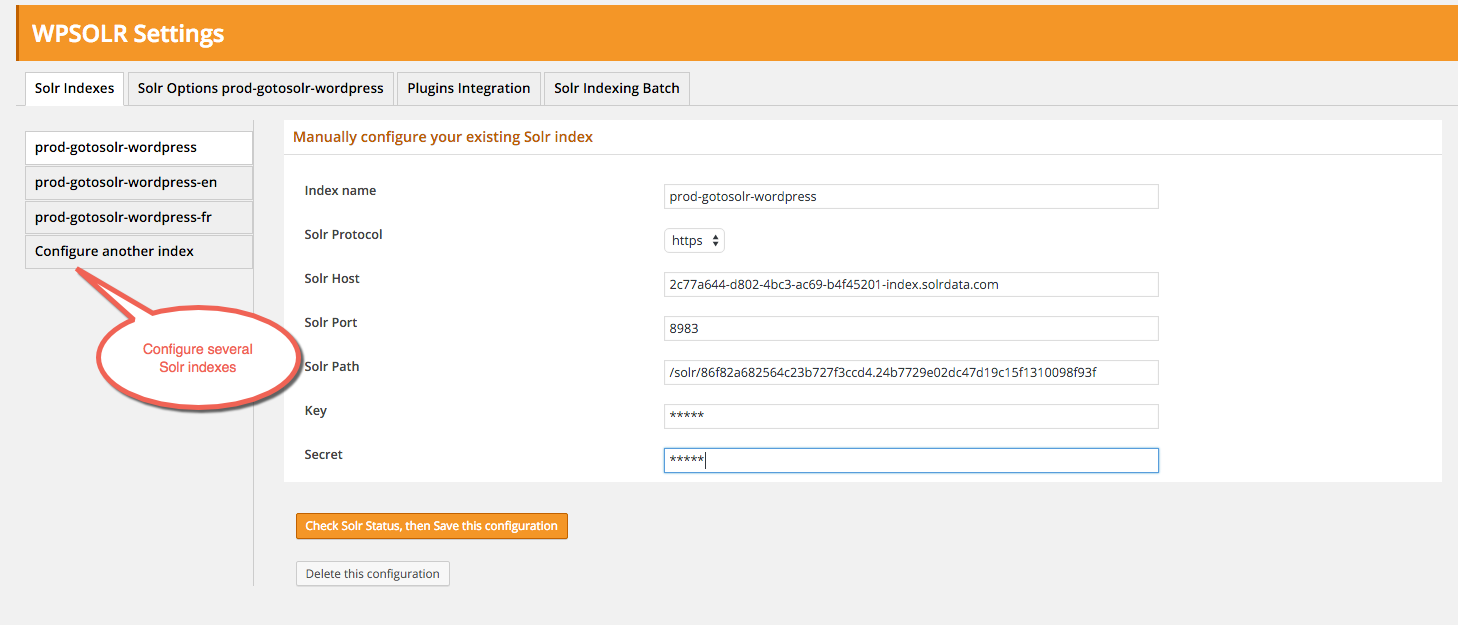 WPSOLR Settings
Solr Indexes
Solr Options prod-gotosolr-wordpress
Plugins Integration
Solr Indexing Batch
prod-gotosolr-wordpress
prod-gotosolr-wordpress-en
prod-gotosolr-wordpress-fr
Configure another index
Configure several
Solr indexes
Manually configure your existing Solr index
Index name
prod-gotosolr-wordpress
Solr Protocol
https
Solr Host
2c77a644-d802-4bc3-ac69-b4f45201-index.solrdata.com
Solr Port
8983
Solr Path
/solr/86f82a682564c23b727f3ccd4.24b7729e02dc47d19c15f1310098f93f
Key
*****
Secret
*****
Check Solr Status, then Save this configuration
Delete this configuration